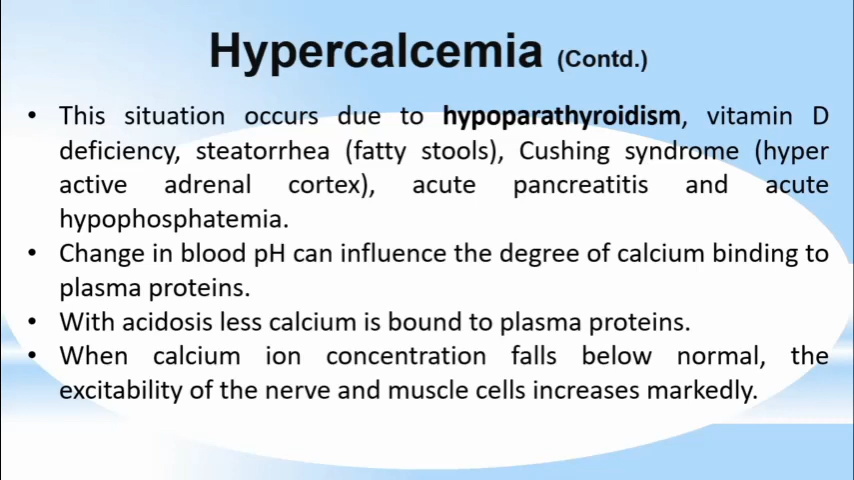 Hypercalcemia (Contd.)
• This situation occurs due to hypoparathyroidism, vitamin D
deficiency, steatorrhea (fatty stools), Cushing syndrome (hyper
active adrenal cortex), acute pancreatitis and acute
hypophosphatemia.
• Change in blood pH can influence the degree of calcium binding to
plasma proteins.
• With acidosis less calcium is bound to plasma proteins.
• When calcium ion concentration falls below normal, the
excitability of the nerve and muscle cells increases markedly.